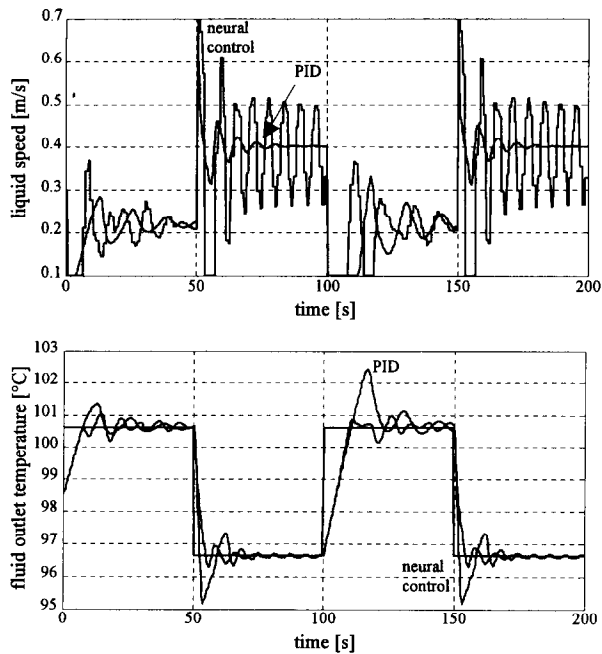 0.7
0.6
0.5
0.4
0.3
0.2
0.1
liquid speed [m/s]
neural
control
PID
0 50 100 150 200
time [s]
103
102
101
100
99
98
97
96
95
fluid outlet temperature [°C]
PID
neural
control
0 50 100 150 200
time [s]